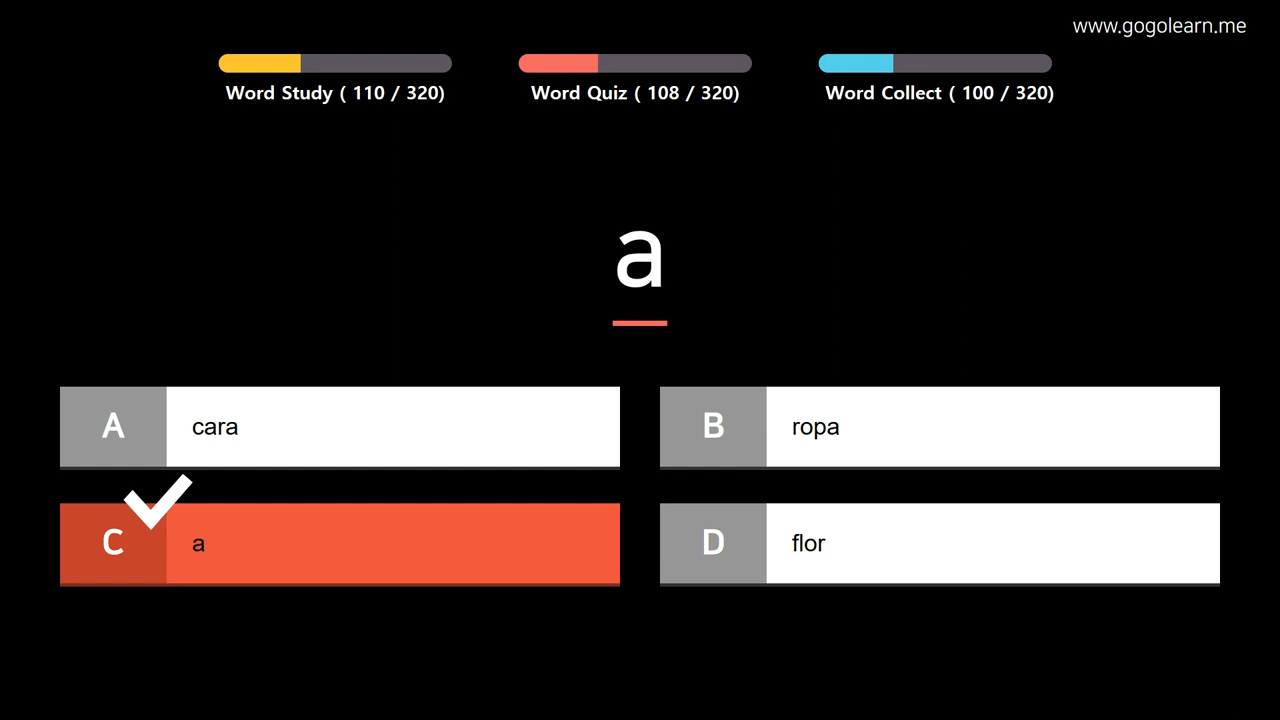 www.gogolearn.me
Word Study ( 110 / 320)
Word Quiz ( 108 / 320)
Word Collect ( 100 / 320)
a
A cara
B ropa
C a
D flor